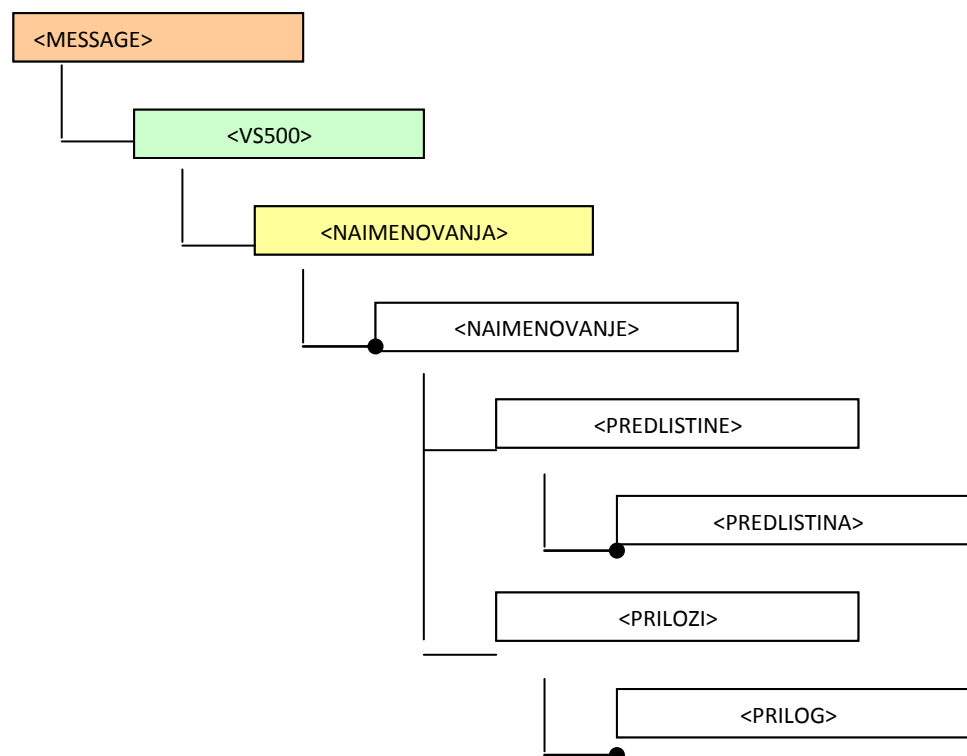 <MESSAGE>
<VS500>
<NAIMENOVANJA>
<NAIMENOVANJE>
<PREDLISTINE>
<PREDLISTINA>
<PRILOZI>
<PRILOG>